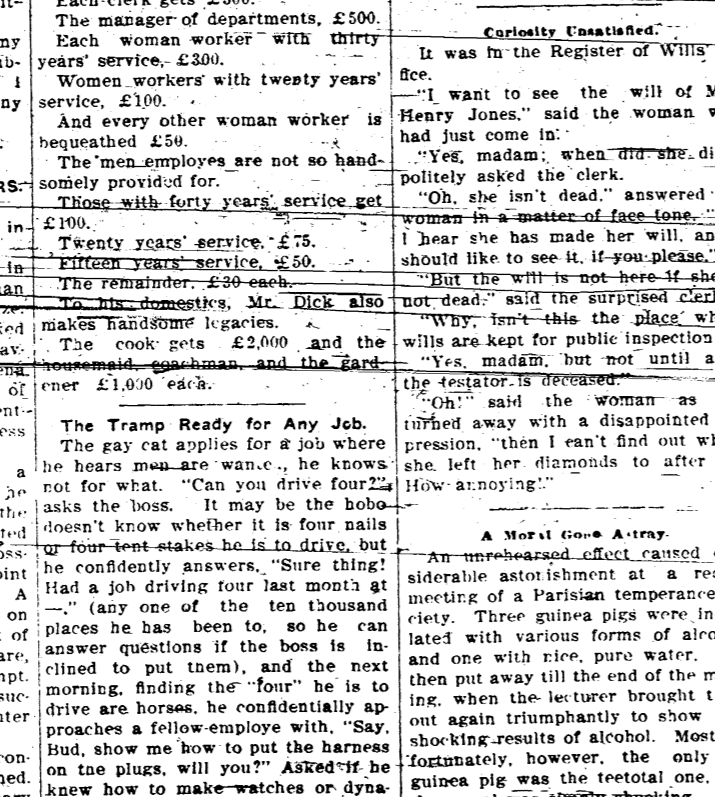 The manager of departments, £500.
Each woman worker with thirty
years' service, £300.
Women workers with twenty years'
service, £100.
And every other woman worker is
bequeathed £50.
The men employes are not so hand-
somely provided for.
Those with forty years' service get
£100.
Twenty years' service, £75.
Fifteen years' service, £50.
The remainder, £30 each.
To his domestics, Mr. Dick also
makes handsome legacies.
The cook gets £2,000 and the
housemaid, coachman, and the gard-
ener £1,000 each.
The Tramp Ready for Any Job.
The gay cat applies for a job where
he hears men are he knows
not for what. "Can you drive four?"
asks the boss. It may be the hobo
doesn't know whether it is four nails
or four tent stakes he is to drive, but
he confidently answers, "Sure thing!
Had a job driving four last month at
—," (any one of the ten thousand
places he has been to, so he can
answer questions if the boss is in-
clined to put them), and the next
morning, finding the "four" he is to
drive are horses, he confidentially ap-
proaches a fellow-employe with, "Say,
Bud, show me how to put the harness
on the plugs, will you?" Asked if he
knew how to make watches or dyna-
Curiosity Unsatisfied.
It was in the Register of Wills'
fice.
"I want to see the will of
Henry Jones," said the woman
had just come in.
"Yes, madam; when did she di
politely asked the clerk.
"Oh, she isn't dead," answered
woman in a matter of face tone. "
I hear she has made her will, an
should like to see it, if you please."
"But the will is not here if she
not dead," said the surprised cler
"Why, isn't this the place wh
wills are kept for public inspection
"Yes, madam, but not until a
the testator is deceased."
"Oh!" said the woman as
turned away with a disappointed
pression, "then I can't find out wh
she left her diamonds to after
How annoying!"
A Moral Gone Astray.
An unrehearsed effect caused
siderable astonishment at a re
meeting of a Parisian temperance
ciety. Three guinea pigs were in
lated with various forms of alco
and one with nice, pure water.
then put away till the end of the m
ing, when the lecturer brought t
out again triumphantly to show
shocking results of alcohol. Most
fortunately, however, the only
guinea pig was the teetotal one,